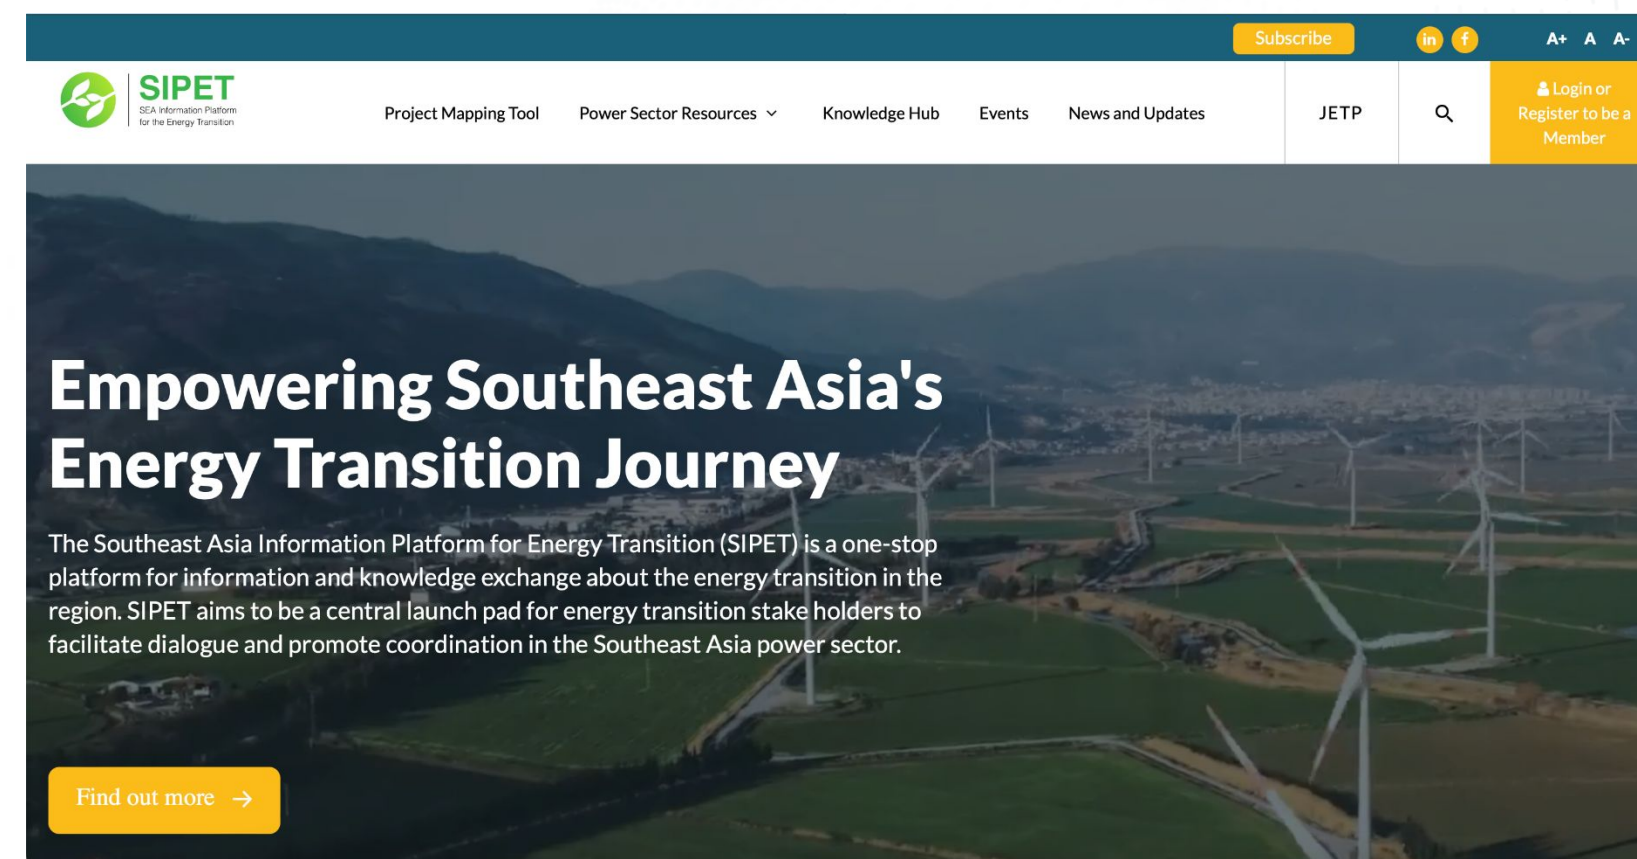 Subscribe
in f
A+ A A-
SIPET
SEA Information Platform
for the Energy Transition
Project Mapping Tool
Power Sector Resources
Knowledge Hub
Events
News and Updates
JETP
Login or
Register to be a
Member
Empowering Southeast Asia's
Energy Transition Journey
The Southeast Asia Information Platform for Energy Transition (SIPET) is a one-stop
platform for information and knowledge exchange about the energy transition in the
region. SIPET aims to be a central launch pad for energy transition stake holders to
facilitate dialogue and promote coordination in the Southeast Asia power sector.
Find out more →